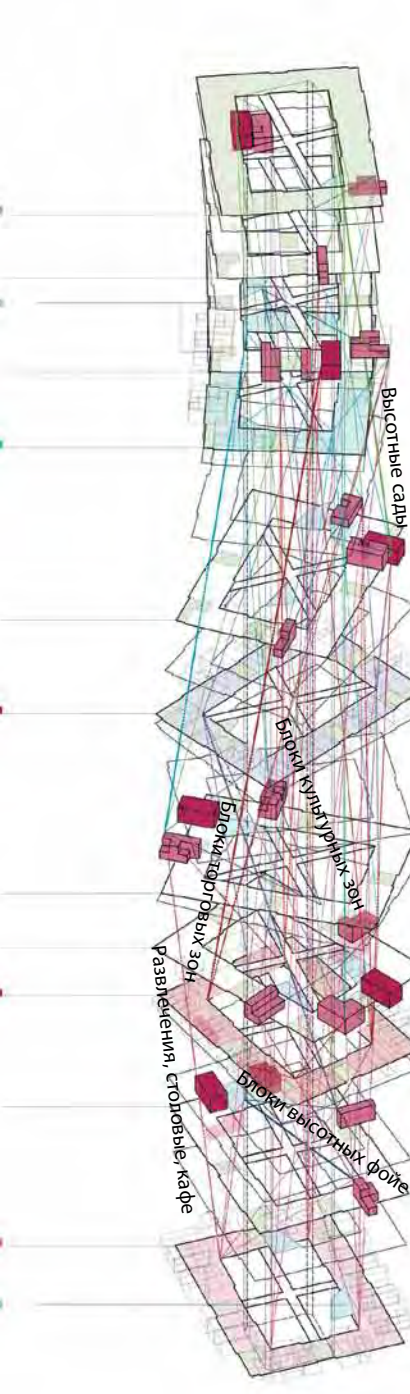 Высотные сады
Блоки культурных зон
Блоки торговых зон
Развлечения, столовые, кафе
Блоки высотных фойе